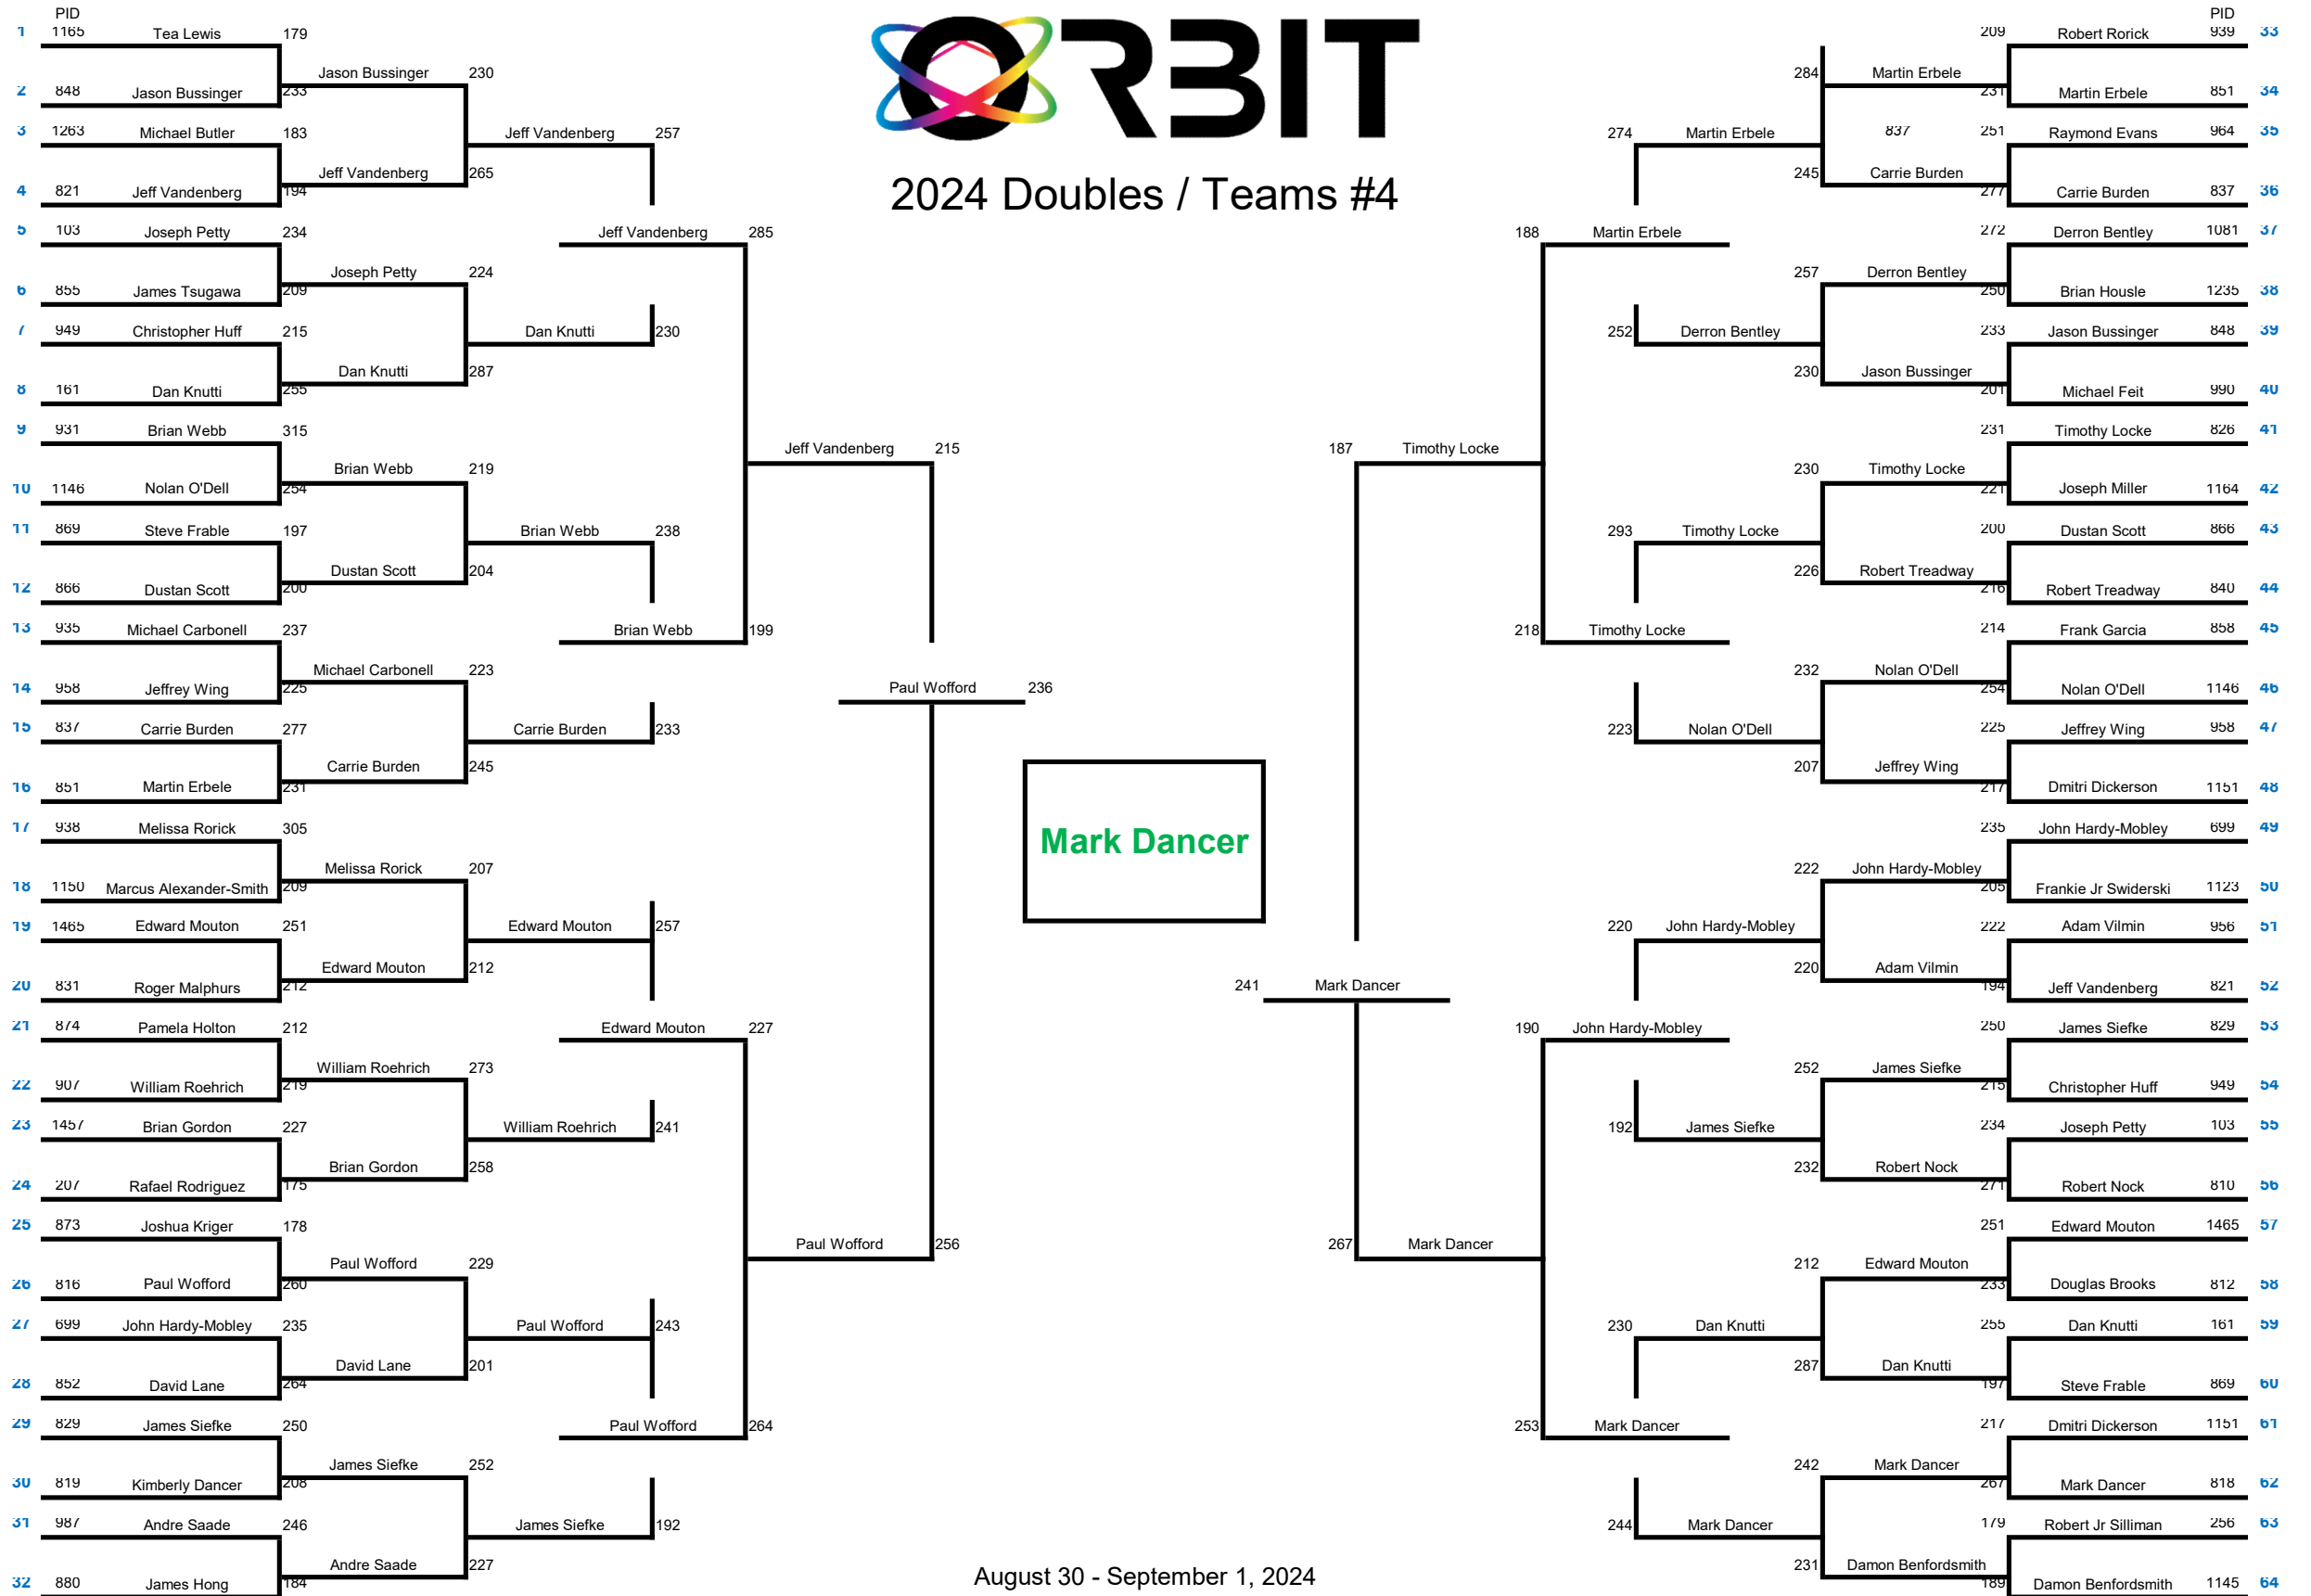 PID
1 1165 Tea Lewis 179
Jason Bussinger 230
2 848 Jason Bussinger 233
3 1263 Michael Butler 183
Jeff Vandenberg 257
Jeff Vandenberg 265
4 821 Jeff Vandenberg 194
5 103 Joseph Petty 234
Jeff Vandenberg 285
Joseph Petty 224
6 855 James Tsugawa 209
7 949 Christopher Huff 215
Dan Knutti 230
Dan Knutti 287
8 161 Dan Knutti 255
9 931 Brian Webb 315
Jeff Vandenberg 215
Brian Webb 219
10 1146 Nolan O'Dell 254
11 869 Steve Frable 197
Brian Webb 238
Dustan Scott 204
12 866 Dustan Scott 200
13 935 Michael Carbonell 237
Brian Webb 199
Michael Carbonell 223
14 958 Jeffrey Wing 225
Paul Wofford 236
15 837 Carrie Burden 277
Carrie Burden 233
Carrie Burden 245
16 851 Martin Erbele 231
17 938 Melissa Rorick 305
Melissa Rorick 207
18 1150 Marcus Alexander-Smith 209
19 1465 Edward Mouton 251
Edward Mouton 257
Edward Mouton 212
20 831 Roger Malphurs 212
21 874 Pamela Holton 212
Edward Mouton 227
William Roehrich 273
22 907 William Roehrich 219
23 1457 Brian Gordon 227
William Roehrich 241
Brian Gordon 258
24 207 Rafael Rodriguez 175
25 873 Joshua Kriger 178
Paul Wofford 256
Paul Wofford 229
26 816 Paul Wofford 260
27 699 John Hardy-Mobley 235
Paul Wofford 243
David Lane 201
28 852 David Lane 264
29 829 James Siefke 250
Paul Wofford 264
James Siefke 252
30 819 Kimberly Dancer 208
31 987 Andre Saade 246
James Siefke 192
Andre Saade 227
32 880 James Hong 184
ORBIT
2024 Doubles / Teams #4
Mark Dancer
August 30 - September 1, 2024
PID
209 Robert Rorick 939 33
284 Martin Erbele
231 Martin Erbele 851 34
274 Martin Erbele
837
251 Raymond Evans 964 35
245 Carrie Burden
277 Carrie Burden 837 36
188 Martin Erbele
272 Derron Bentley 1081 37
257 Derron Bentley
250 Brian Housle 1235 38
252 Derron Bentley
233 Jason Bussinger 848 39
230 Jason Bussinger
201 Michael Feit 990 40
231 Timothy Locke 826 41
187 Timothy Locke
230 Timothy Locke
221 Joseph Miller 1164 42
293 Timothy Locke
200 Dustan Scott 866 43
226 Robert Treadway
216 Robert Treadway 840 44
218 Timothy Locke
214 Frank Garcia 858 45
232 Nolan O'Dell
254 Nolan O'Dell 1146 46
223 Nolan O'Dell
225 Jeffrey Wing 958 47
207 Jeffrey Wing
217 Dmitri Dickerson 1151 48
235 John Hardy-Mobley 699 49
222 John Hardy-Mobley
205 Frankie Jr Swiderski 1123 50
220 John Hardy-Mobley
222 Adam Vilmin 956 51
220 Adam Vilmin
194 Jeff Vandenberg 821 52
241 Mark Dancer
190 John Hardy-Mobley
250 James Siefke 829 53
252 James Siefke
215 Christopher Huff 949 54
192 James Siefke
234 Joseph Petty 103 55
232 Robert Nock
271 Robert Nock 810 56
251 Edward Mouton 1465 57
267 Mark Dancer
212 Edward Mouton
233 Douglas Brooks 812 58
230 Dan Knutti
255 Dan Knutti 161 59
287 Dan Knutti
197 Steve Frable 869 60
253 Mark Dancer
217 Dmitri Dickerson 1151 61
242 Mark Dancer
267 Mark Dancer 818 62
244 Mark Dancer
179 Robert Jr Silliman 256 63
231 Damon Benfordsmith
189 Damon Benfordsmith 1145 64